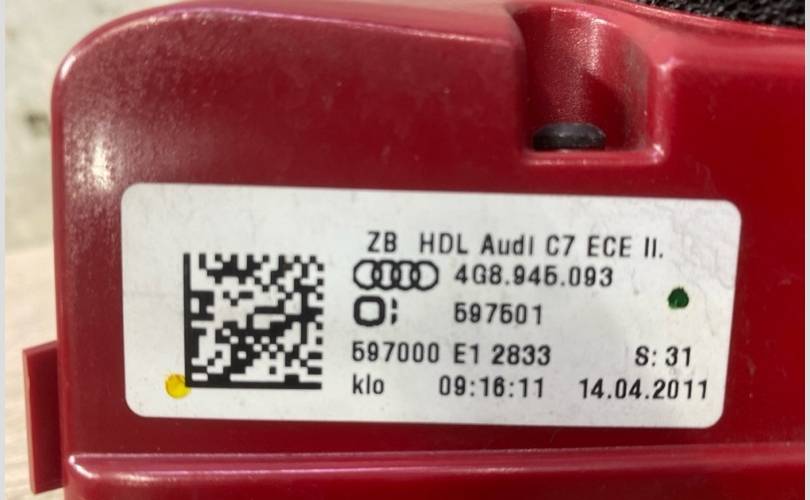 ZB HDL Audi C7 ECE II.
4G8.945.093
597501
597000 E1 2833 S: 31
klo 09:16:11 14.04.2011